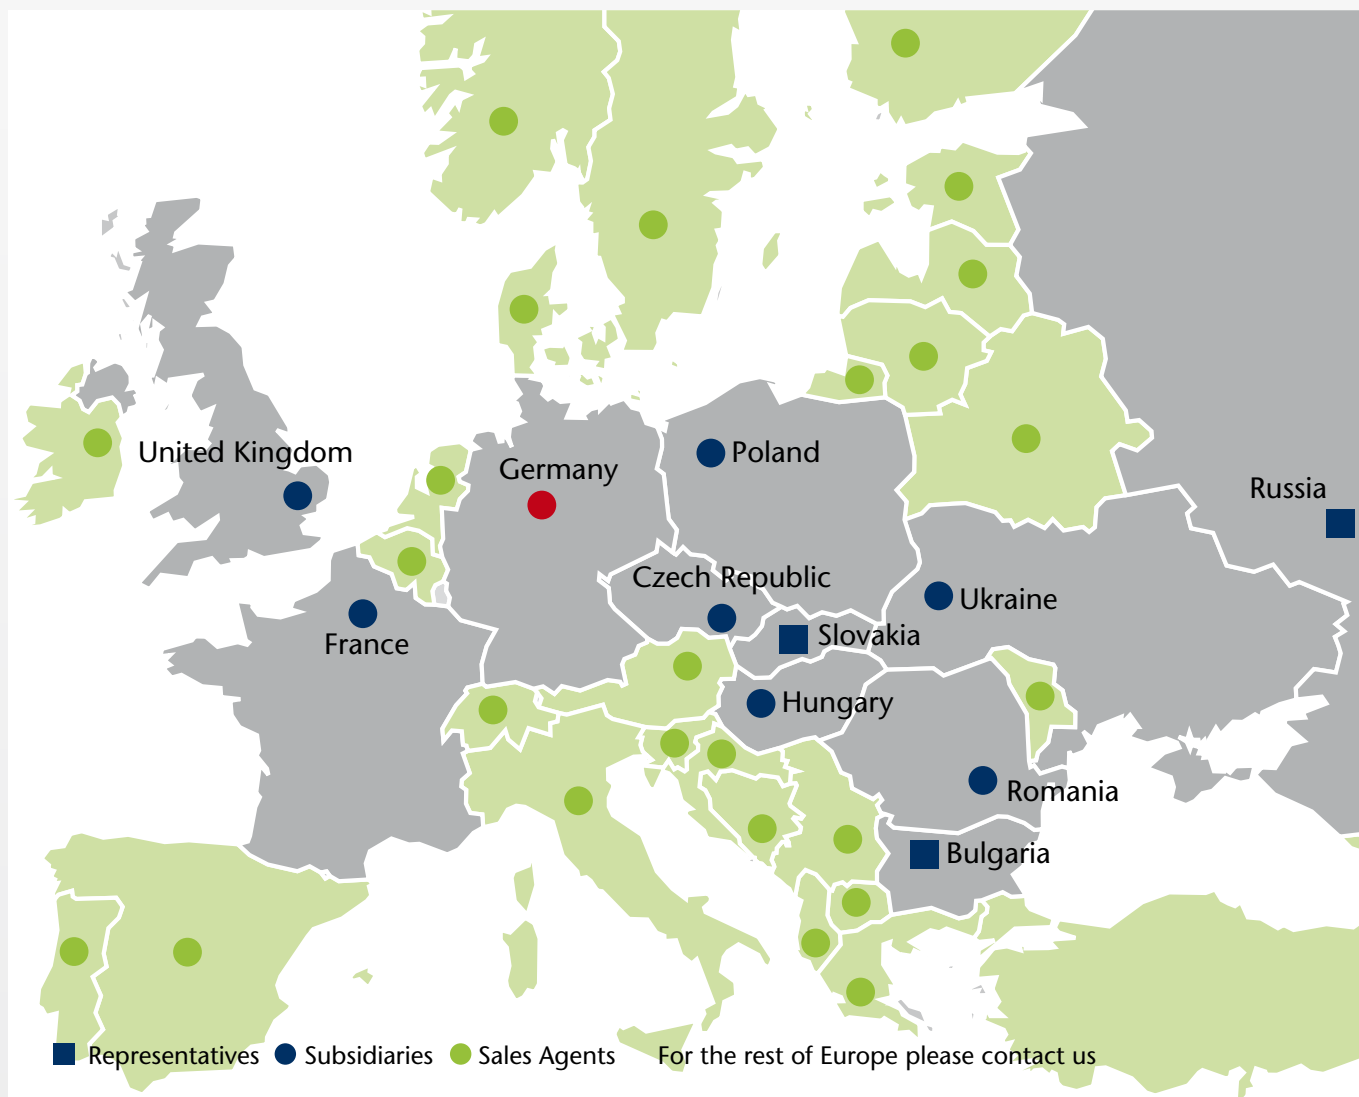 United Kingdom
Germany
Poland
Russia
Czech Republic
Ukraine
France
Slovakia
Hungary
Romania
Bulgaria
Representatives Subsidiaries Sales Agents For the rest of Europe please contact us